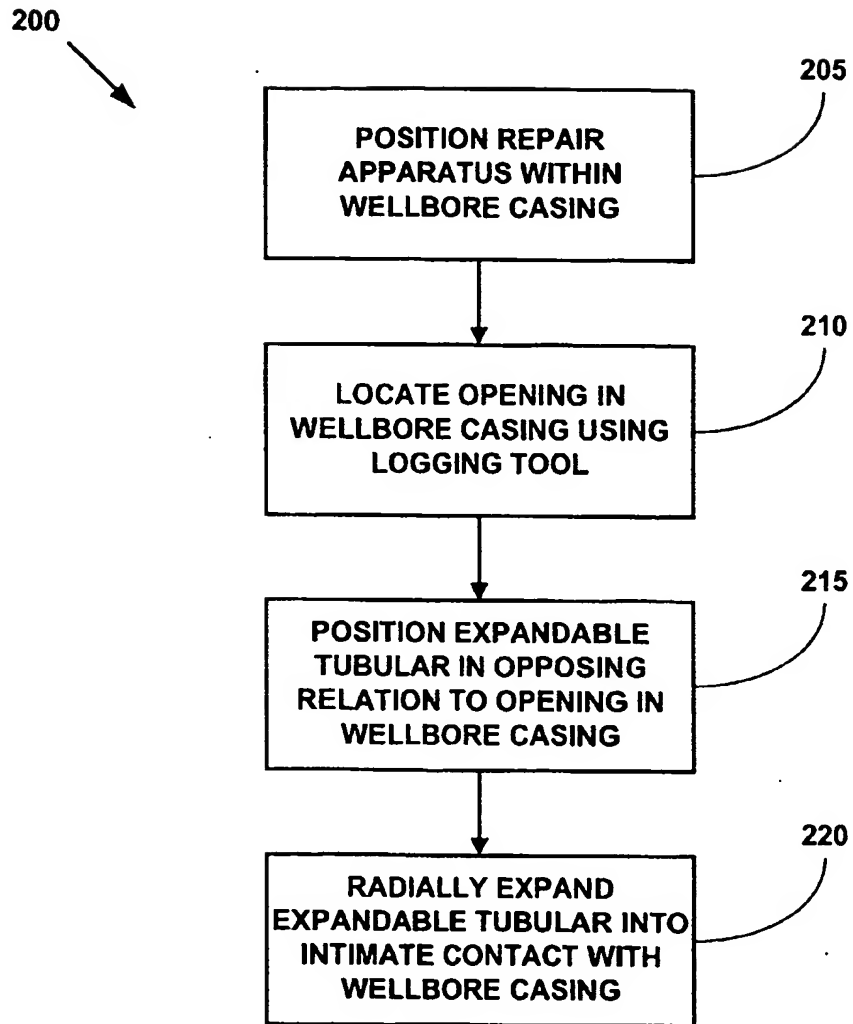 200
205
POSITION REPAIR
APPARATUS WITHIN
WELLBORE CASING
210
LOCATE OPENING IN
WELLBORE CASING USING
LOGGING TOOL
215
POSITION EXPANDABLE
TUBULAR IN OPPOSING
RELATION TO OPENING IN
WELLBORE CASING
220
RADIALLY EXPAND
EXPANDABLE TUBULAR INTO
INTIMATE CONTACT WITH
WELLBORE CASING